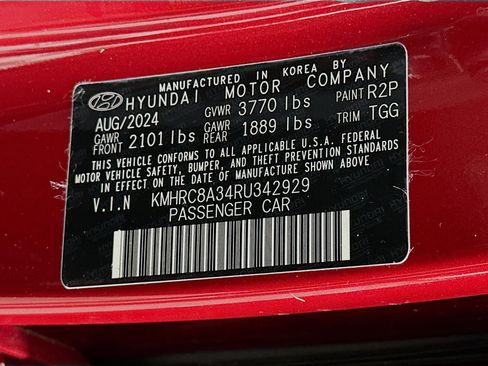 MANUFACTURED IN KOREA BY
HYUNDAI MOTOR COMPANY
AUG/2024 GVWR 3770 lbs PAINT R2P
GAWR FRONT 2101 lbs GAWR REAR 1889 lbs TRIM TGG
THIS VEHICLE CONFORMS TO ALL APPLICABLE U.S.A. FEDERAL
MOTOR VEHICLE SAFETY, BUMPER, AND THEFT PREVENTION STANDARDS
IN EFFECT ON THE DATE OF MANUFACTURE SHOWN ABOVE.
V.I.N KMHRC8A34RU342929
PASSENGER CAR